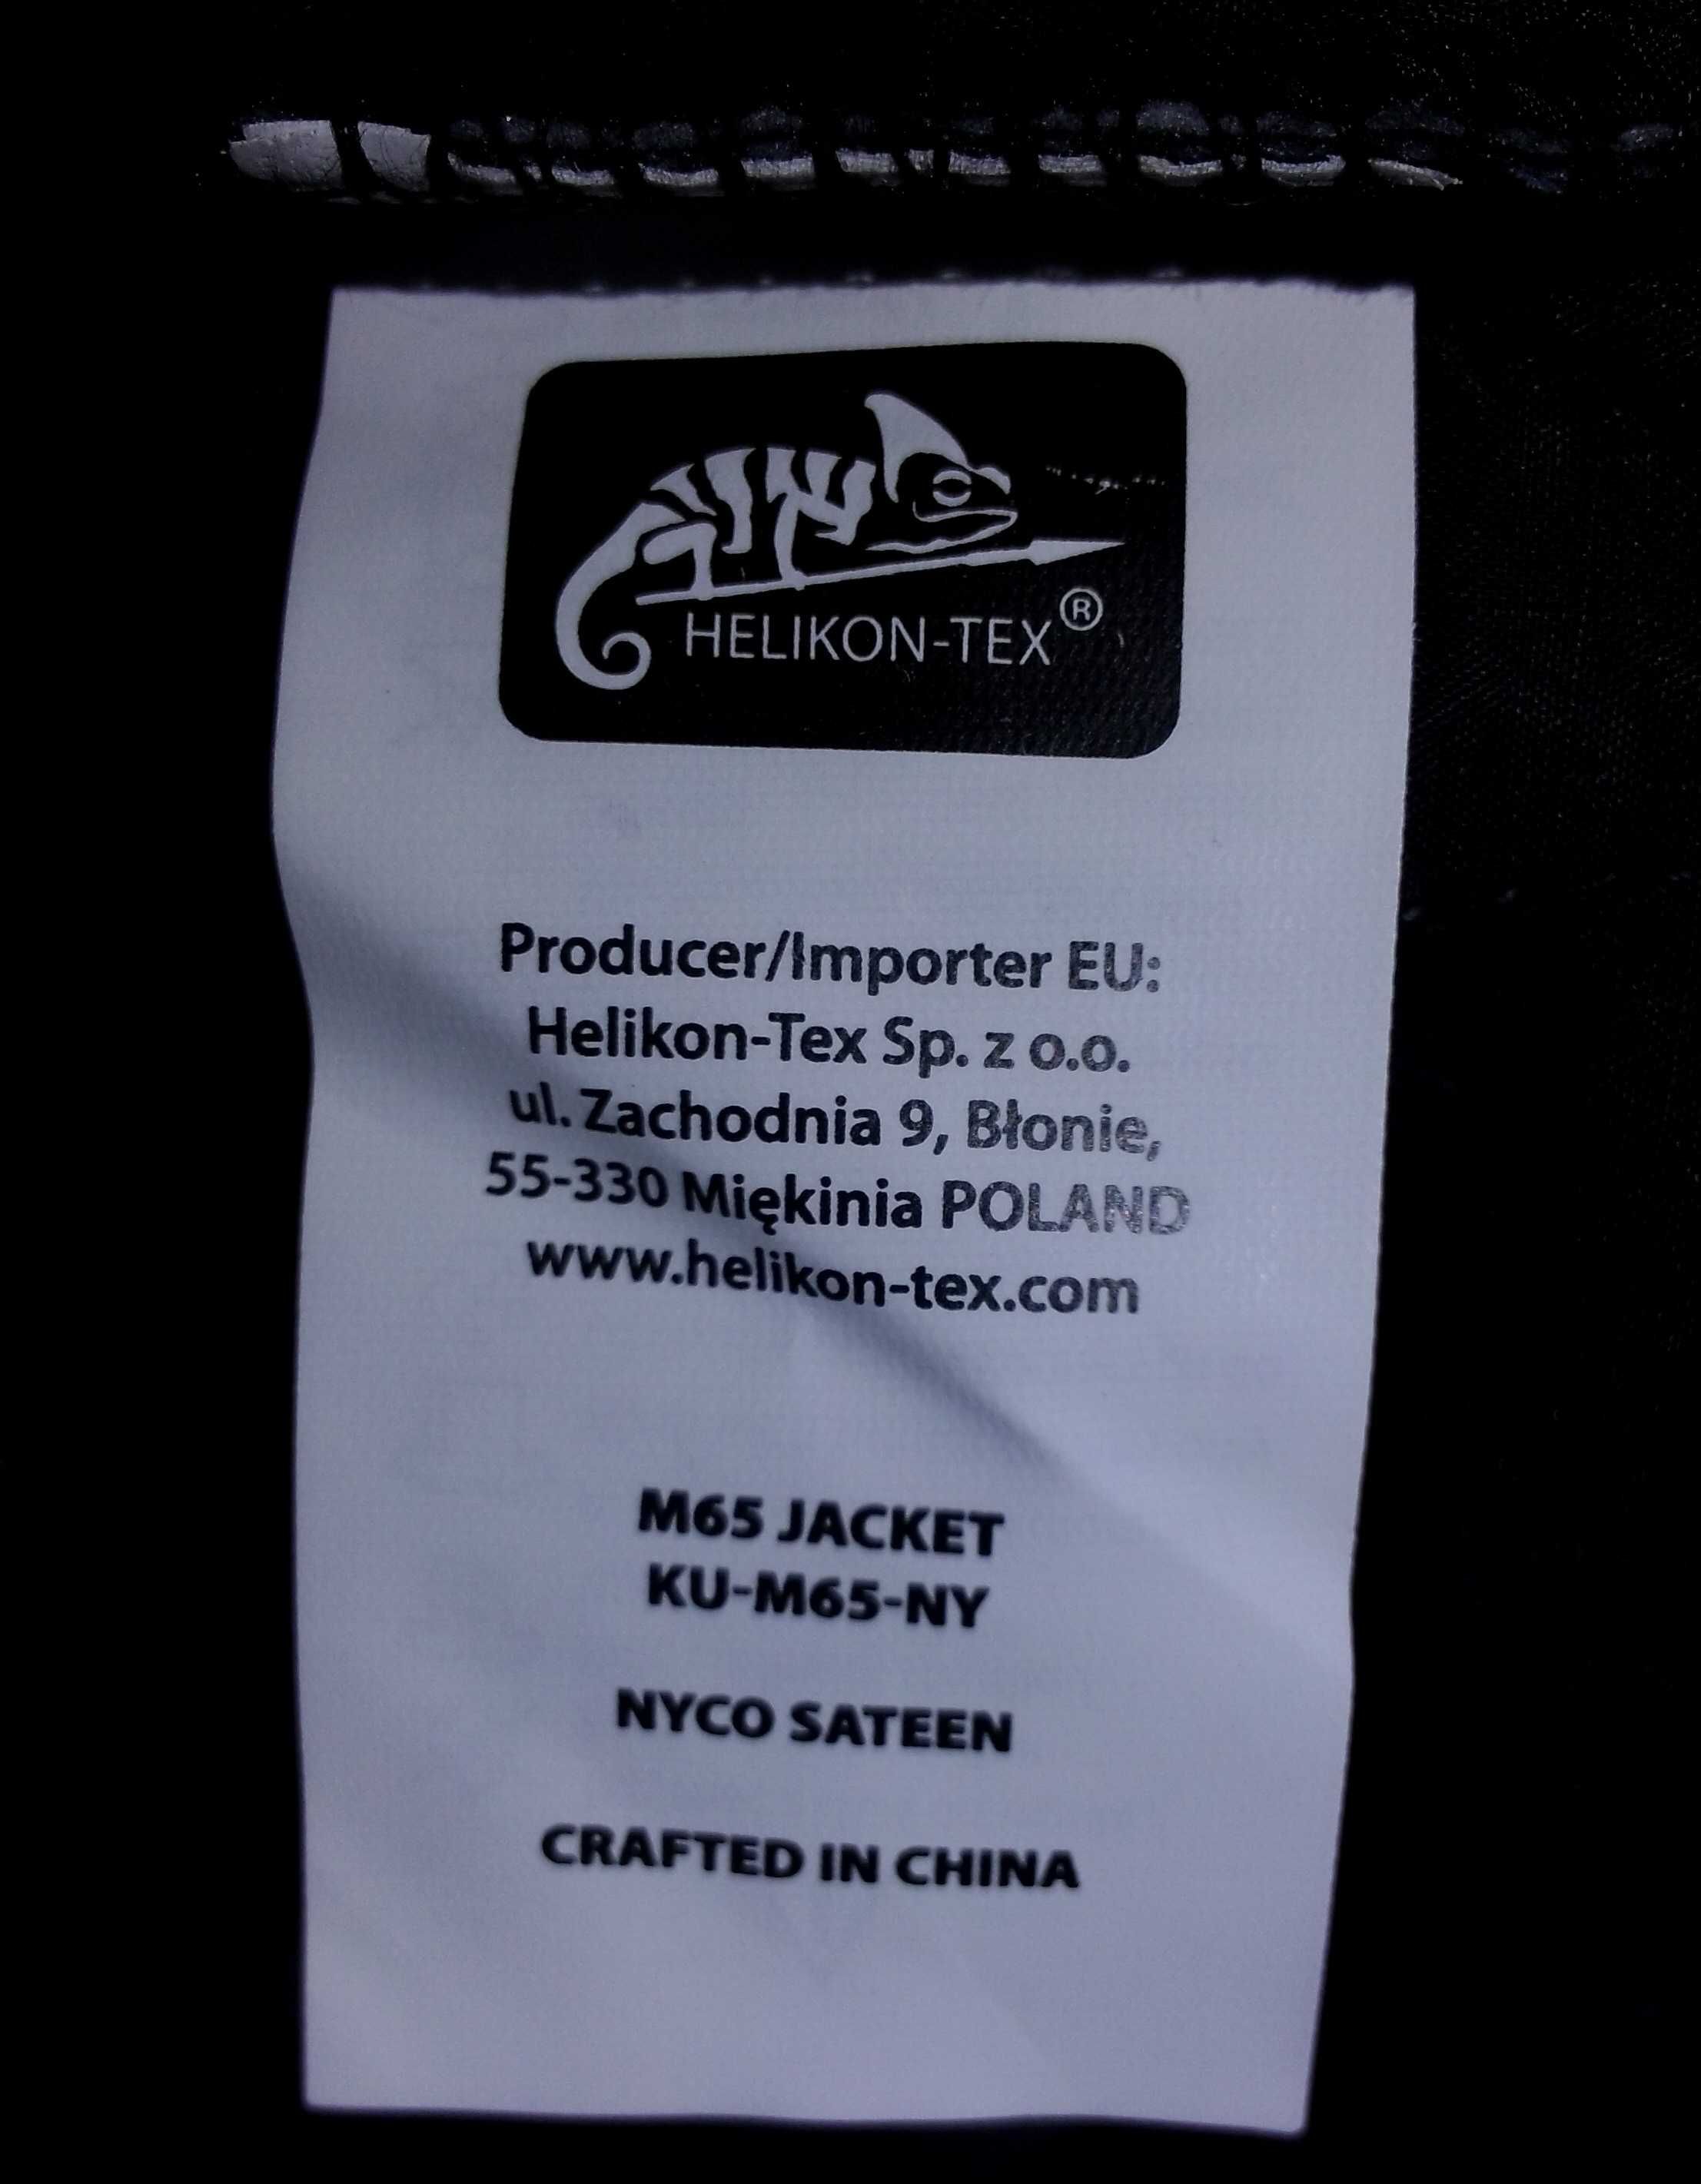 HELIKON-TEX®
Producer/Importer EU:
Helikon-Tex Sp. z o.o.
ul. Zachodnia 9, Błonie,
55-330 Miękinia POLAND
www.helikon-tex.com
M65 JACKET
KU-M65-NY
NYCO SATEEN
CRAFTED IN CHINA